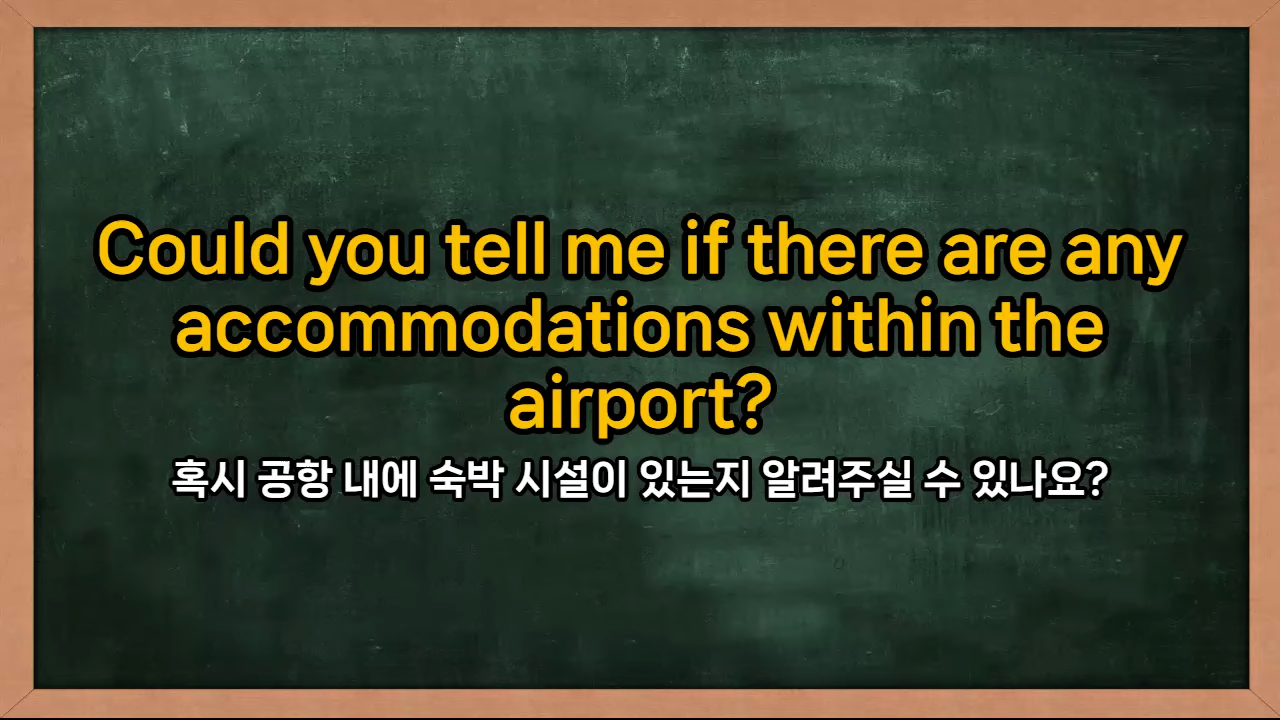 Could you tell me if there are any
accommodations within the
airport?
혹시 공항 내에 숙박 시설이 있는지 알려주실 수 있나요?